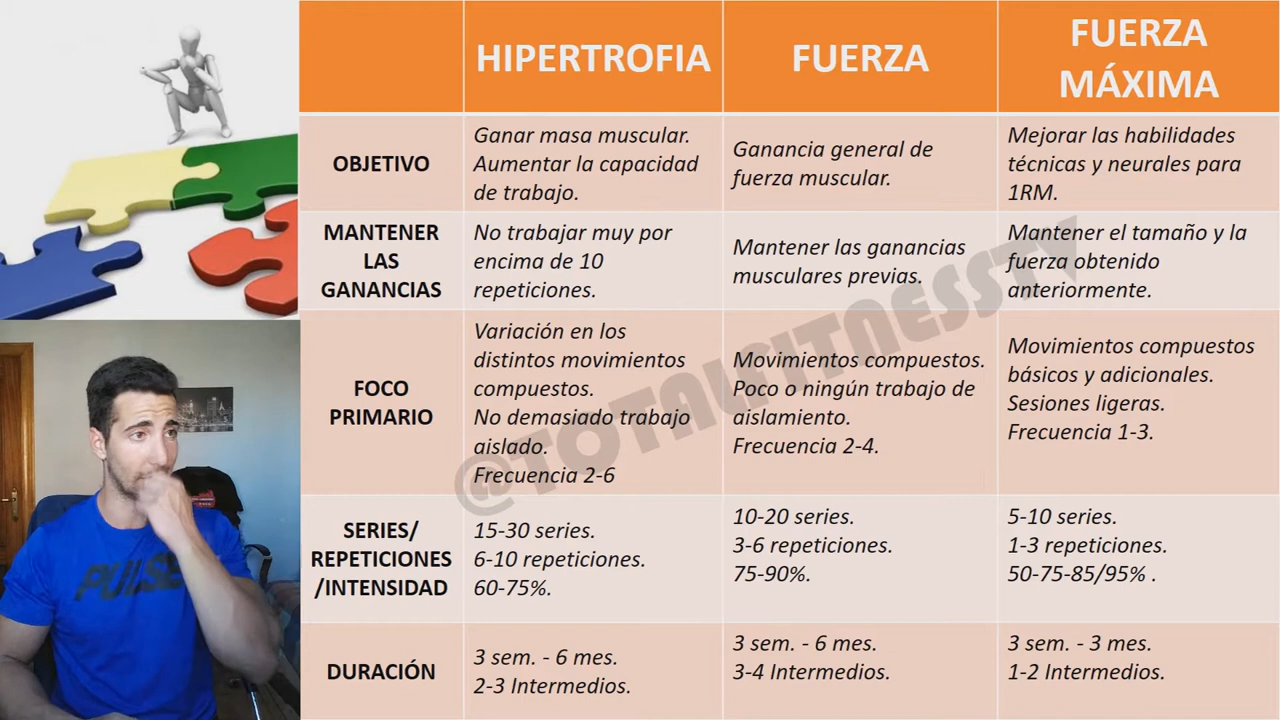 HIPERTROFIA
FUERZA
FUERZA
MÁXIMA
OBJETIVO
Ganar masa muscular.
Aumentar la capacidad
de trabajo.
Ganancia general de
fuerza muscular.
Mejorar las habilidades
técnicas y neurales para
1RM.
MANTENER
LAS
GANANCIAS
No trabajar muy por
encima de 10
repeticiones.
Mantener las ganancias
musculares previas.
Mantener el tamaño y la
fuerza obtenido
anteriormente.
FOCO
PRIMARIO
Variación en los
distintos movimientos
compuestos.
No demasiado trabajo
aislado.
Frecuencia 2-6
Movimientos compuestos.
Poco o ningún trabajo de
aislamiento.
Frecuencia 2-4.
Movimientos compuestos
básicos y adicionales.
Sesiones ligeras.
Frecuencia 1-3.
SERIES/
REPETICIONES
/INTENSIDAD
15-30 series.
6-10 repeticiones.
60-75%.
10-20 series.
3-6 repeticiones.
75-90%.
5-10 series.
1-3 repeticiones.
50-75-85/95% .
DURACIÓN
3 sem. - 6 mes.
2-3 Intermedios.
3 sem. - 6 mes.
3-4 Intermedios.
3 sem. - 3 mes.
1-2 Intermedios.
@TOTALFITNESSTV
PULSE